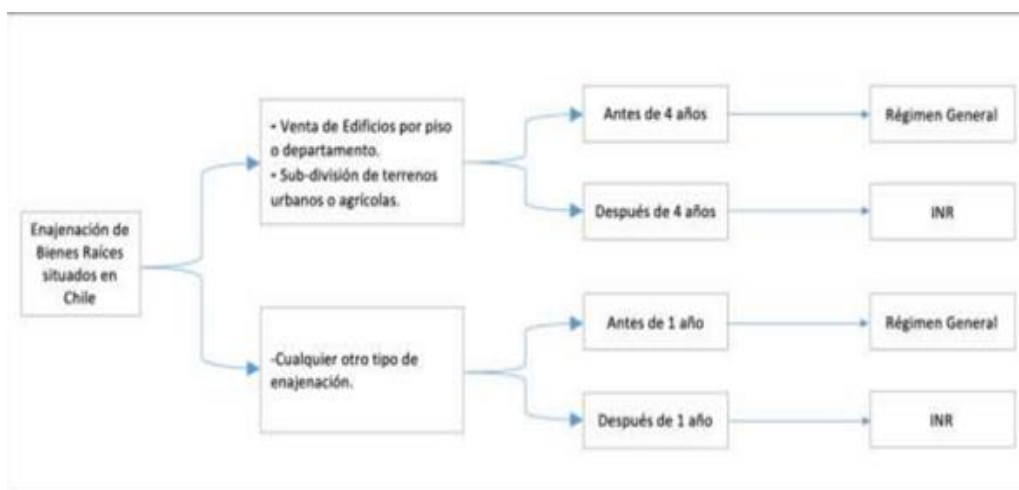 Enajenación de
Bienes Raíces
situados en
Chile
• Venta de Edificios por piso
o departamento.
• Sub-división de terrenos
urbanos o agrícolas.
Antes de 4 años
Régimen General
Después de 4 años
INR
-Cualquier otro tipo de
enajenación.
Antes de 1 año
Régimen General
Después de 1 año
INR